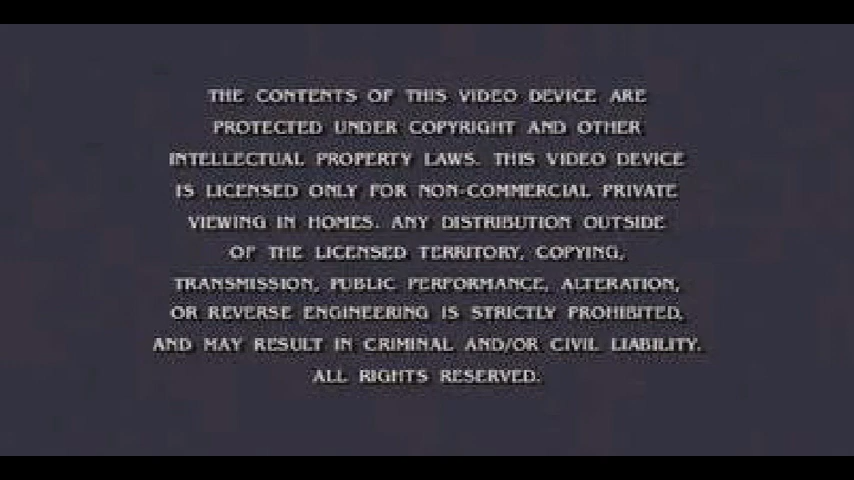 THE CONTENTS OF THIS VIDEO DEVICE ARE
PROTECTED UNDER COPYRIGHT AND OTHER
INTELLECTUAL PROPERTY LAWS. THIS VIDEO DEVICE
IS LICENSED ONLY FOR NON-COMMERCIAL PRIVATE
VIEWING IN HOMES. ANY DISTRIBUTION OUTSIDE
OF THE LICENSED TERRITORY, COPYING,
TRANSMISSION, PUBLIC PERFORMANCE, ALTERATION,
OR REVERSE ENGINEERING IS STRICTLY PROHIBITED,
AND MAY RESULT IN CRIMINAL AND/OR CIVIL LIABILITY.
ALL RIGHTS RESERVED.